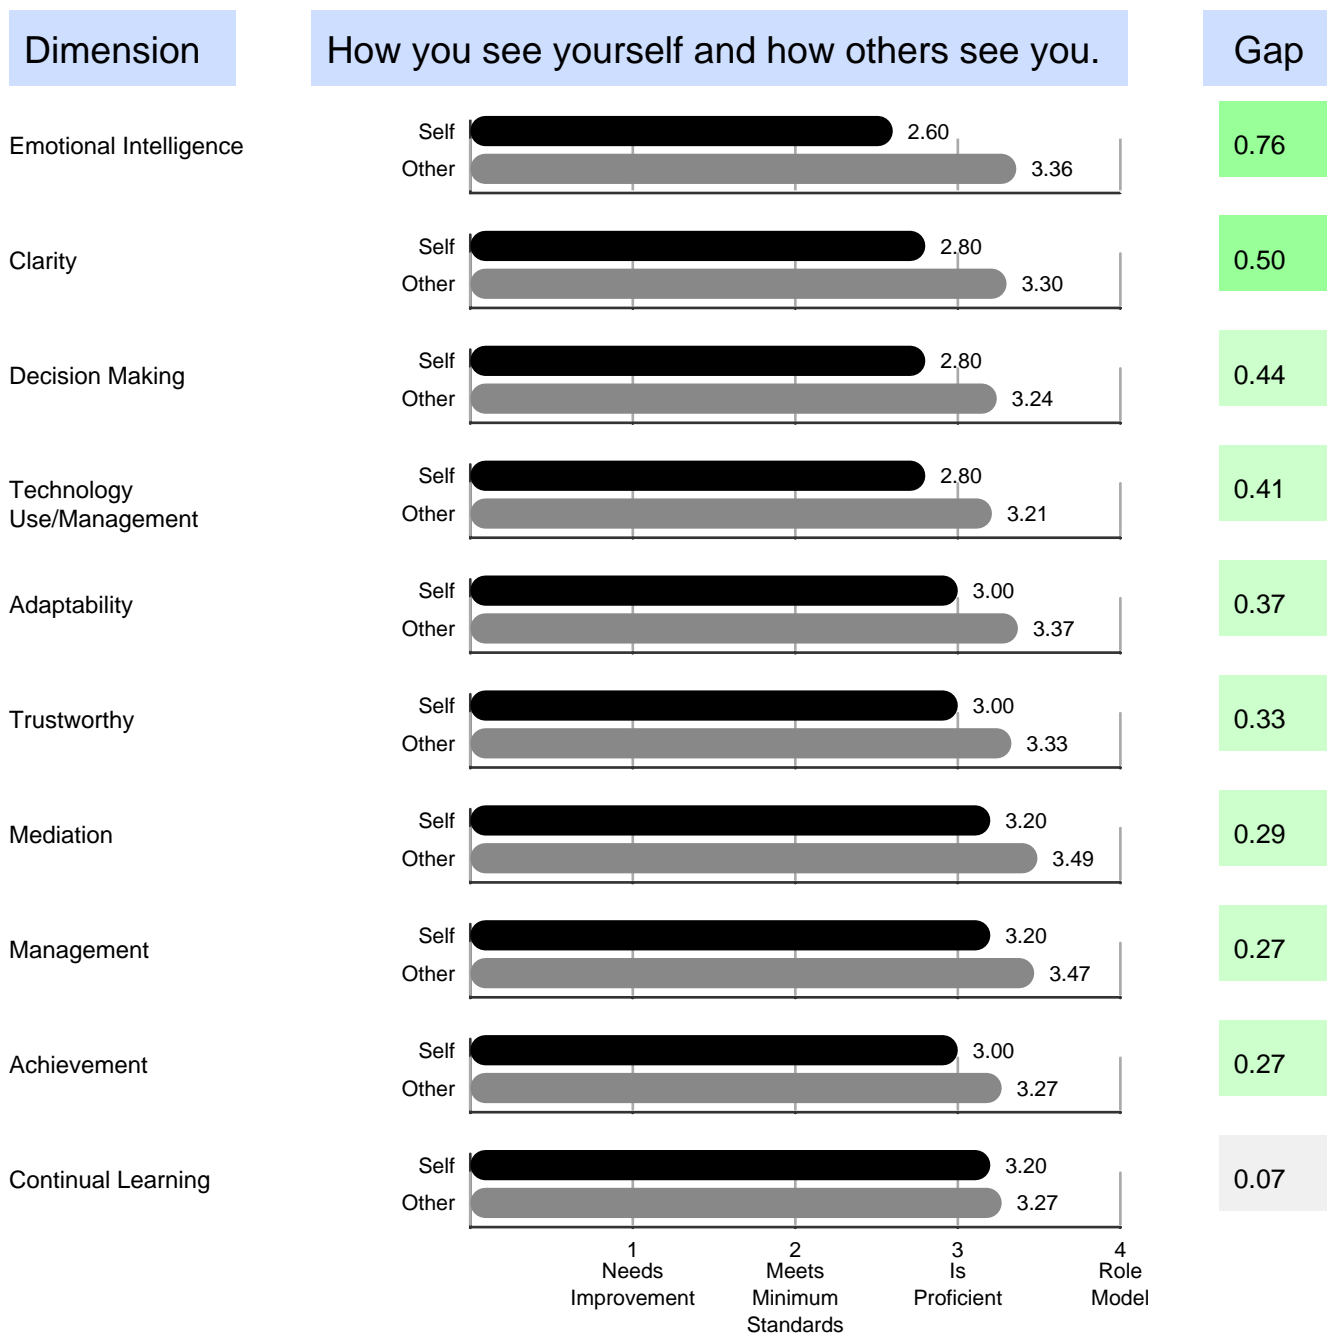 Dimension
How you see yourself and how others see you.
Gap
Emotional Intelligence
Self
2.60
Other
3.36
0.76
Clarity
Self
2.80
Other
3.30
0.50
Decision Making
Self
2.80
Other
3.24
0.44
Technology
Use/Management
Self
2.80
Other
3.21
0.41
Adaptability
Self
3.00
Other
3.37
0.37
Trustworthy
Self
3.00
Other
3.33
0.33
Mediation
Self
3.20
Other
3.49
0.29
Management
Self
3.20
Other
3.47
0.27
Achievement
Self
3.00
Other
3.27
0.27
Continual Learning
Self
3.20
Other
3.27
0.07
1
Needs
Improvement
2
Meets
Minimum
Standards
3
Is
Proficient
4
Role
Model